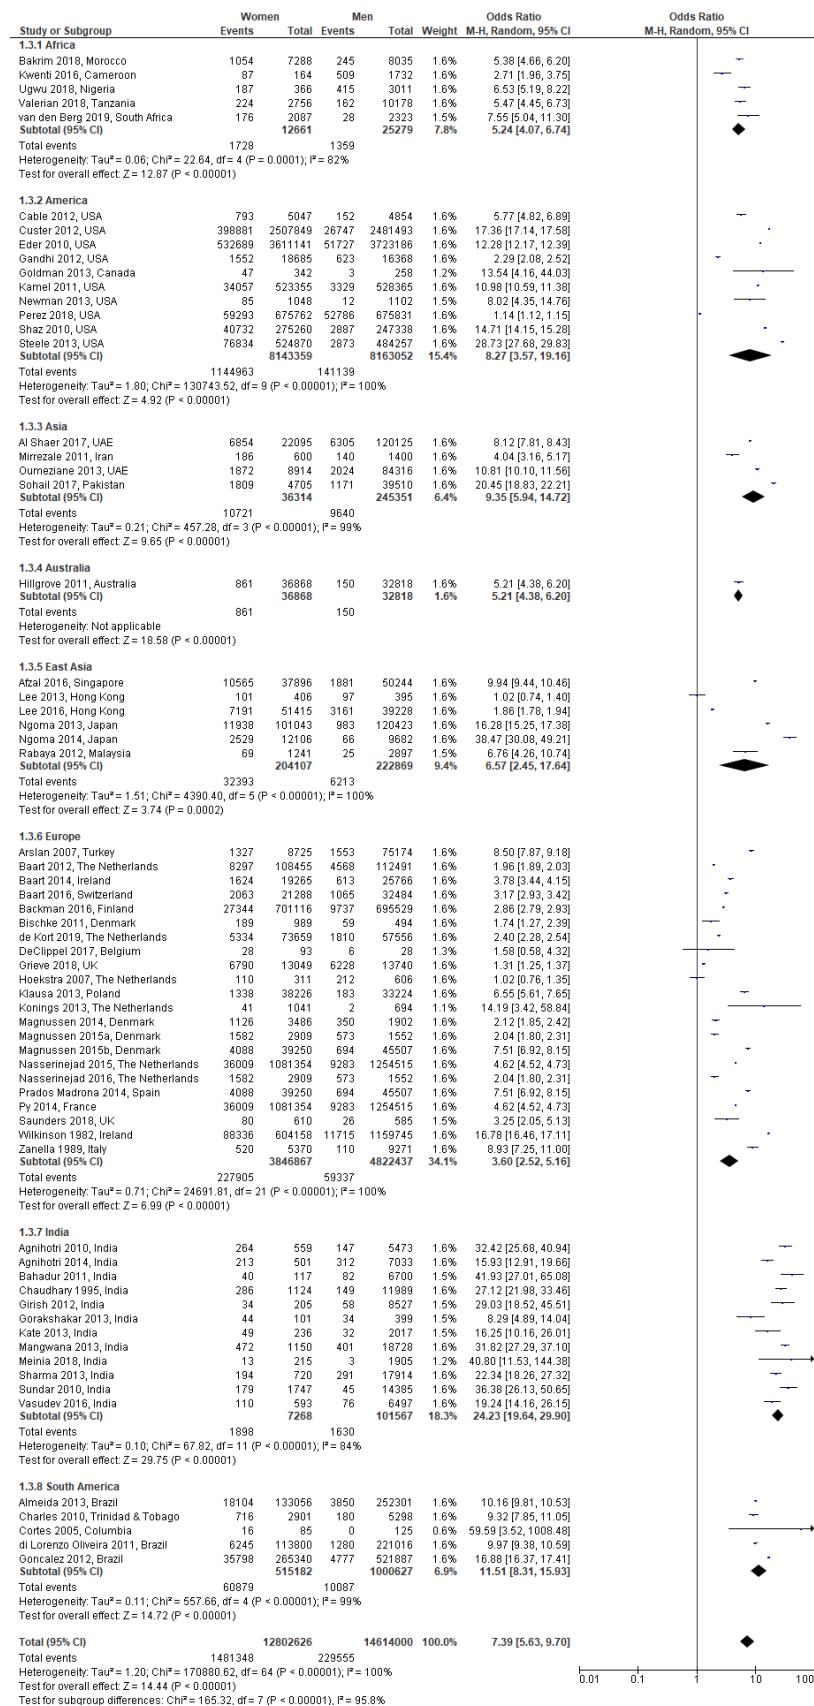 Women Men Odds Ratio Odds Ratio
Study or Subgroup Events Total Events Total Weight M-H, Random, 95% CI M-H, Random, 95% CI
1.3.1 Africa
Bakrim 2018, Morocco 1054 7288 245 8035 1.6% 5.38 [4.66, 6.20]
Kwenti 2016, Cameroon 87 164 509 1732 1.6% 2.71 [1.96, 3.75]
Ugwu 2018, Nigeria 187 366 415 3011 1.6% 6.53 [5.19, 8.22]
Valerian 2018, Tanzania 224 2756 162 10178 1.6% 5.47 [4.45, 6.73]
van den Berg 2019, South Africa 176 2087 28 2323 1.5% 7.55 [5.04, 11.30]
Subtotal (95% CI) 12661 25279 7.8% 5.24 [4.07, 6.74]
Total events 1728 1359
Heterogeneity: Tau² = 0.06; Chi² = 22.64, df = 4 (P = 0.0001); I² = 82%
Test for overall effect: Z = 12.87 (P < 0.00001)
1.3.2 America
Cable 2012, USA 793 5047 152 4854 1.6% 5.77 [4.82, 6.89]
Custer 2012, USA 398881 2507849 26747 2481493 1.6% 17.36 [17.14, 17.58]
Eder 2010, USA 532689 3611141 51727 3723186 1.6% 12.28 [12.17, 12.39]
Gandhi 2012, USA 1552 18685 623 16368 1.6% 2.29 [2.08, 2.52]
Goldman 2013, Canada 47 342 3 258 1.2% 13.54 [4.16, 44.03]
Kamel 2011, USA 34057 523355 3329 528365 1.6% 10.98 [10.59, 11.38]
Newman 2013, USA 85 1048 12 1102 1.5% 8.02 [4.35, 14.76]
Perez 2018, USA 59293 675762 52786 675831 1.6% 1.14 [1.12, 1.15]
Shaz 2010, USA 40732 275260 2887 247338 1.6% 14.71 [14.15, 15.28]
Steele 2013, USA 76834 524870 2873 484257 1.6% 28.73 [27.68, 29.83]
Subtotal (95% CI) 8143359 8163052 15.4% 8.27 [3.57, 19.16]
Total events 1144963 141139
Heterogeneity: Tau² = 1.80; Chi² = 130743.52, df = 9 (P < 0.00001); I² = 100%
Test for overall effect: Z = 4.92 (P < 0.00001)
1.3.3 Asia
Al Shaer 2017, UAE 6854 22095 6305 120125 1.6% 8.12 [7.81, 8.43]
Mirrezale 2011, Iran 186 600 140 1400 1.6% 4.04 [3.16, 5.17]
Oumeziane 2013, UAE 1872 8914 2024 84316 1.6% 10.81 [10.10, 11.56]
Sohail 2017, Pakistan 1809 4705 1171 39510 1.6% 20.45 [18.83, 22.21]
Subtotal (95% CI) 36314 245351 6.4% 9.35 [5.94, 14.72]
Total events 10721 9640
Heterogeneity: Tau² = 0.21; Chi² = 457.28, df = 3 (P < 0.00001); I² = 99%
Test for overall effect: Z = 9.65 (P < 0.00001)
1.3.4 Australia
Hillgrove 2011, Australia 861 36868 150 32818 1.6% 5.21 [4.38, 6.20]
Subtotal (95% CI) 36868 32818 1.6% 5.21 [4.38, 6.20]
Total events 861 150
Heterogeneity: Not applicable
Test for overall effect: Z = 18.58 (P < 0.00001)
1.3.5 East Asia
Afzal 2016, Singapore 10565 37896 1881 50244 1.6% 9.94 [9.44, 10.46]
Lee 2013, Hong Kong 101 406 97 395 1.6% 1.02 [0.74, 1.40]
Lee 2016, Hong Kong 7191 51415 3161 39228 1.6% 1.86 [1.78, 1.94]
Ngoma 2013, Japan 11938 101043 983 120423 1.6% 16.28 [15.25, 17.38]
Ngoma 2014, Japan 2529 12106 66 9682 1.6% 38.47 [30.08, 49.21]
Rabaya 2012, Malaysia 69 1241 25 2897 1.5% 6.76 [4.26, 10.74]
Subtotal (95% CI) 204107 222869 9.4% 6.57 [2.45, 17.64]
Total events 32393 6213
Heterogeneity: Tau² = 1.51; Chi² = 4390.40, df = 5 (P < 0.00001); I² = 100%
Test for overall effect: Z = 3.74 (P = 0.0002)
1.3.6 Europe
Arslan 2007, Turkey 1327 8725 1553 75174 1.6% 8.50 [7.87, 9.18]
Baart 2012, The Netherlands 8297 108455 4568 112491 1.6% 1.96 [1.89, 2.03]
Baart 2014, Ireland 1624 19265 613 25766 1.6% 3.78 [3.44, 4.15]
Baart 2016, Switzerland 2063 21288 1065 32484 1.6% 3.17 [2.93, 3.42]
Backman 2016, Finland 27344 701116 9737 695529 1.6% 2.86 [2.79, 2.93]
Bischke 2011, Denmark 189 989 59 494 1.6% 1.74 [1.27, 2.39]
de Kort 2019, The Netherlands 5334 73659 1810 57556 1.6% 2.40 [2.28, 2.54]
DeClippel 2017, Belgium 28 93 6 28 1.3% 1.58 [0.58, 4.32]
Grieve 2018, UK 6790 13049 6228 13740 1.6% 1.31 [1.25, 1.37]
Hoekstra 2007, The Netherlands 110 311 212 606 1.6% 1.02 [0.76, 1.35]
Klausa 2013, Poland 1338 38226 183 33224 1.6% 6.55 [5.61, 7.65]
Konings 2013, The Netherlands 41 1041 2 694 1.1% 14.19 [3.42, 58.84]
Magnussen 2014, Denmark 1126 3486 350 1902 1.6% 2.12 [1.85, 2.42]
Magnussen 2015a, Denmark 1582 2909 573 1552 1.6% 2.04 [1.80, 2.31]
Magnussen 2015b, Denmark 4088 39250 694 45507 1.6% 7.51 [6.92, 8.15]
Nasserinejad 2015, The Netherlands 36009 1081354 9283 1254515 1.6% 4.62 [4.52, 4.73]
Nasserinejad 2016, The Netherlands 1582 2909 573 1552 1.6% 2.04 [1.80, 2.31]
Prados Madrona 2014, Spain 4088 39250 694 45507 1.6% 7.51 [6.92, 8.15]
Py 2014, France 36009 1081354 9283 1254515 1.6% 4.62 [4.52, 4.73]
Saunders 2018, UK 80 610 26 585 1.5% 3.25 [2.05, 5.13]
Wilkinson 1982, Ireland 88336 604158 11715 1159745 1.6% 16.78 [16.46, 17.11]
Zanella 1989, Italy 520 5370 110 9271 1.6% 8.93 [7.25, 11.00]
Subtotal (95% CI) 3846867 4822437 34.1% 3.60 [2.52, 5.16]
Total events 227905 59337
Heterogeneity: Tau² = 0.71; Chi² = 24691.81, df = 21 (P < 0.00001); I² = 100%
Test for overall effect: Z = 6.99 (P < 0.00001)
1.3.7 India
Agnihotri 2010, India 264 559 147 5473 1.6% 32.42 [25.68, 40.94]
Agnihotri 2014, India 213 501 312 7033 1.6% 15.93 [12.91, 19.66]
Bahadur 2011, India 40 117 82 6700 1.5% 41.93 [27.01, 65.08]
Chaudhary 1995, India 286 1124 149 11989 1.6% 27.12 [21.98, 33.46]
Girish 2012, India 34 205 58 8527 1.5% 29.03 [18.52, 45.51]
Gorakshakar 2013, India 44 101 34 399 1.5% 8.29 [4.89, 14.04]
Kate 2013, India 49 236 32 2017 1.5% 16.25 [10.16, 26.01]
Mangwana 2013, India 472 1150 401 18728 1.6% 31.82 [27.29, 37.10]
Meinia 2018, India 13 215 3 1905 1.2% 40.80 [11.53, 144.38]
Sharma 2013, India 194 720 291 17914 1.6% 22.34 [18.26, 27.32]
Sundar 2010, India 179 1747 45 14385 1.6% 36.38 [26.13, 50.65]
Vasudev 2016, India 110 593 76 6497 1.6% 19.24 [14.16, 26.15]
Subtotal (95% CI) 7268 101567 18.3% 24.23 [19.64, 29.90]
Total events 1898 1630
Heterogeneity: Tau² = 0.10; Chi² = 67.82, df = 11 (P < 0.00001); I² = 84%
Test for overall effect: Z = 29.75 (P < 0.00001)
1.3.8 South America
Almeida 2013, Brazil 18104 133056 3850 252301 1.6% 10.16 [9.81, 10.53]
Charles 2010, Trinidad & Tobago 716 2901 180 5298 1.6% 9.32 [7.85, 11.05]
Cortes 2005, Columbia 16 85 0 125 0.6% 59.59 [3.52, 1008.48]
di Lorenzo Oliveira 2011, Brazil 6245 113800 1280 221016 1.6% 9.97 [9.38, 10.59]
Goncalez 2012, Brazil 35798 265340 4777 521887 1.6% 16.88 [16.37, 17.41]
Subtotal (95% CI) 515182 1000627 6.9% 11.51 [8.31, 15.93]
Total events 60879 10087
Heterogeneity: Tau² = 0.11; Chi² = 557.66, df = 4 (P < 0.00001); I² = 99%
Test for overall effect: Z = 14.72 (P < 0.00001)
Total (95% CI) 12802626 14614000 100.0% 7.39 [5.63, 9.70]
Total events 1481348 229555
Heterogeneity: Tau² = 1.20; Chi² = 170880.62, df = 64 (P < 0.00001); I² = 100%
Test for overall effect: Z = 14.44 (P < 0.00001)
Test for subgroup differences: Chi² = 165.32, df = 7 (P < 0.00001), I² = 95.8%
0.01 0.1 1 10 100